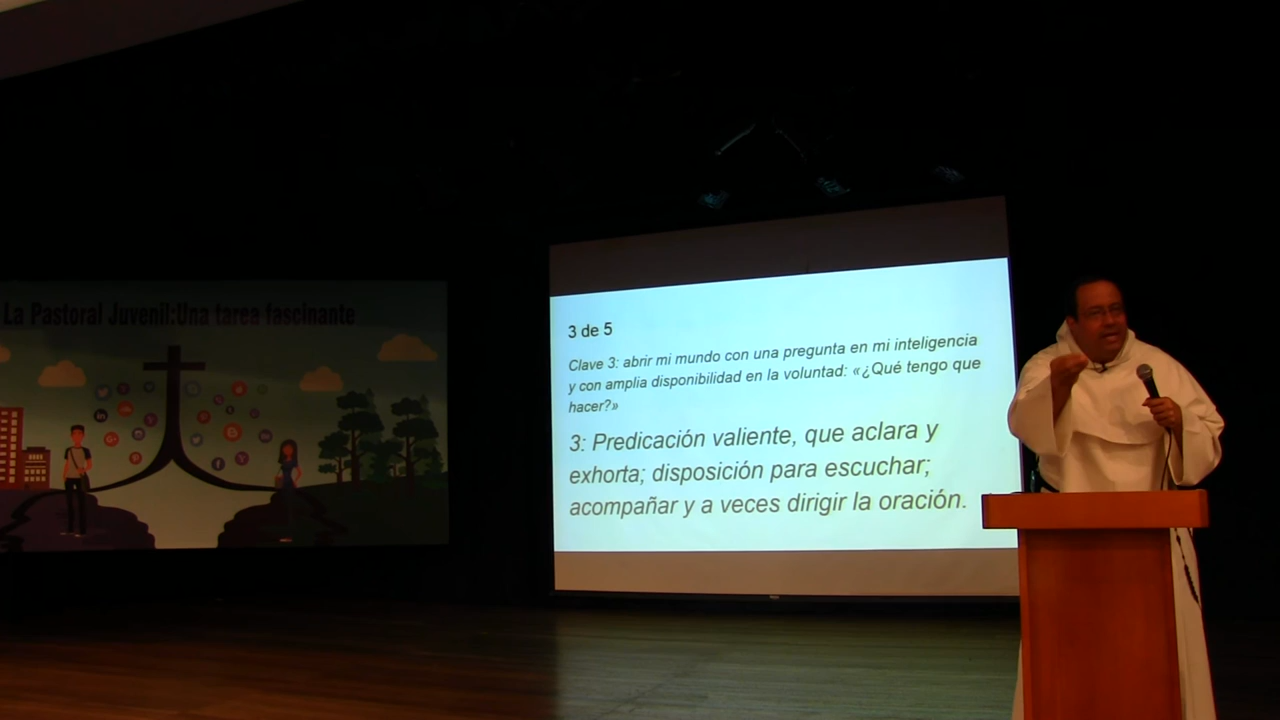 La Pastoral Juvenil:Una tarea fascinante
3 de 5
Clave 3: abrir mi mundo con una pregunta en mi inteligencia
y con amplia disponibilidad en la voluntad: «¿Qué tengo que
hacer?»
3: Predicación valiente, que aclara y
exhorta; disposición para escuchar;
acompañar y a veces dirigir la oración.